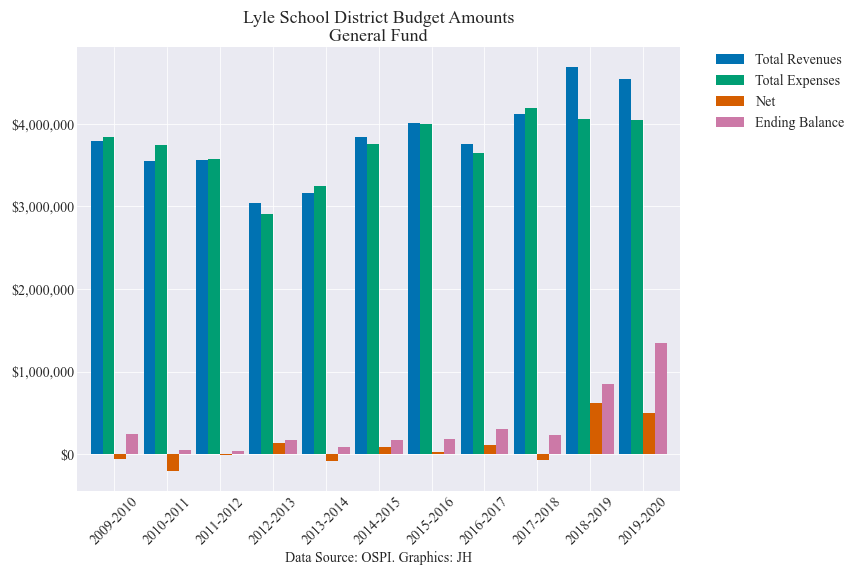 Lyle School District Budget Amounts
General Fund
Total Revenues
Total Expenses
Net
Ending Balance
$4,000,000
$3,000,000
$2,000,000
$1,000,000
$0
2009-2010
2010-2011
2011-2012
2012-2013
2013-2014
2014-2015
2015-2016
2016-2017
2017-2018
2018-2019
2019-2020
Data Source: OSPI. Graphics: JH